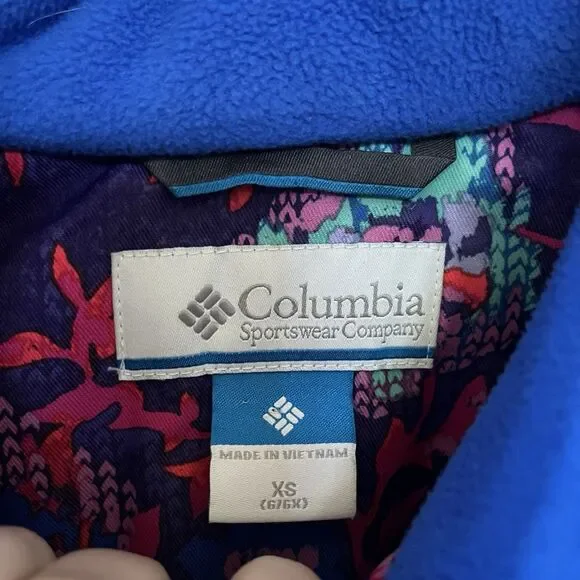 Columbia
Sportswear Company
MADE IN VIETNAM
XS
(6/6X)